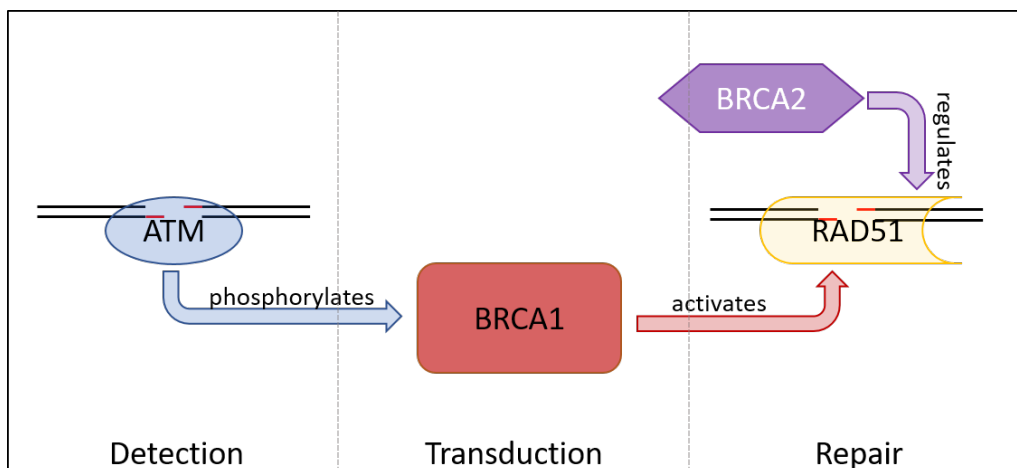 BRCA2
regulates
ATM
RAD51
phosphorylates
BRCA1
activates
Detection
Transduction
Repair